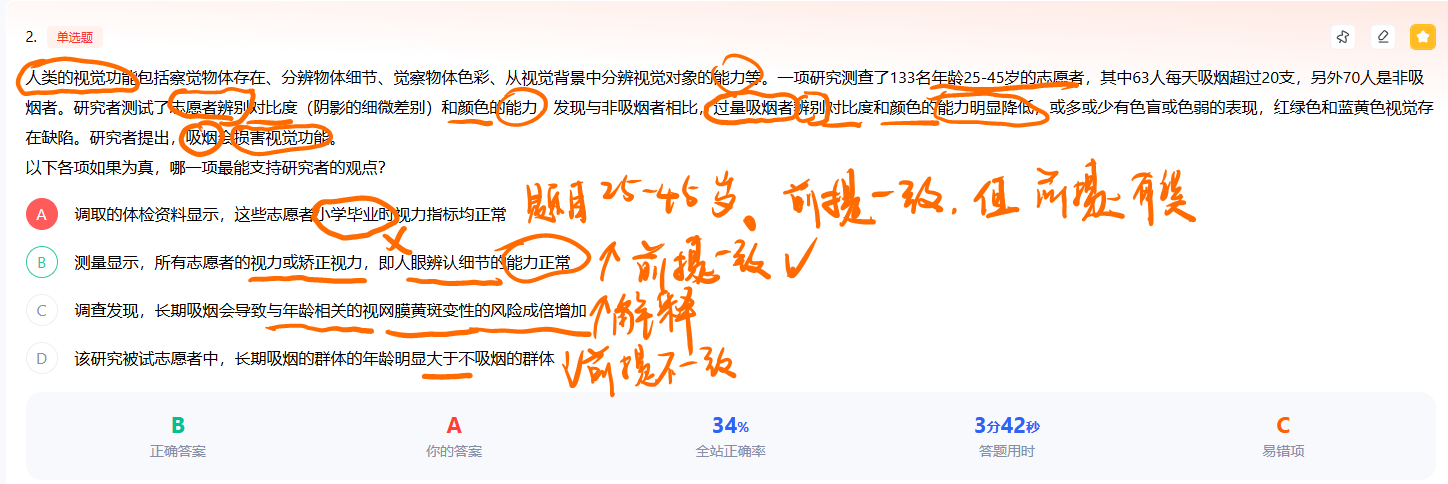 2. 单选题
人类的视觉功能包括察觉物体存在、分辨物体细节、觉察物体色彩、从视觉背景中分辨视觉对象的能力等。一项研究测查了133名年龄25-45岁的志愿者，其中63人每天吸烟超过20支，另外70人是非吸
烟者。研究者测试了志愿者辨别对比度（阴影的细微差别）和颜色的能力，发现与非吸烟者相比，过量吸烟者辨别对比度和颜色的能力明显降低，或多或少有色盲或色弱的表现，红绿色和蓝黄色视觉存
在缺陷。研究者提出，吸烟会损害视觉功能。
以下各项如果为真，哪一项最能支持研究者的观点？
A 调取的体检资料显示，这些志愿者小学毕业时视力指标均正常
题目25-45岁。前提一致，但前提有误
B 测量显示，所有志愿者的视力或矫正视力，即人眼辨认细节的能力正常
↑前提一致✓
C 调查发现，长期吸烟会导致与年龄相关的视网膜黄斑变性的风险成倍增加
↑解释
D 该研究被试志愿者中，长期吸烟的群体的年龄明显大于不吸烟的群体
↓前提不一致
B A 34% 3分42秒 C
正确答案 你的答案 全站正确率 答题用时 易错项